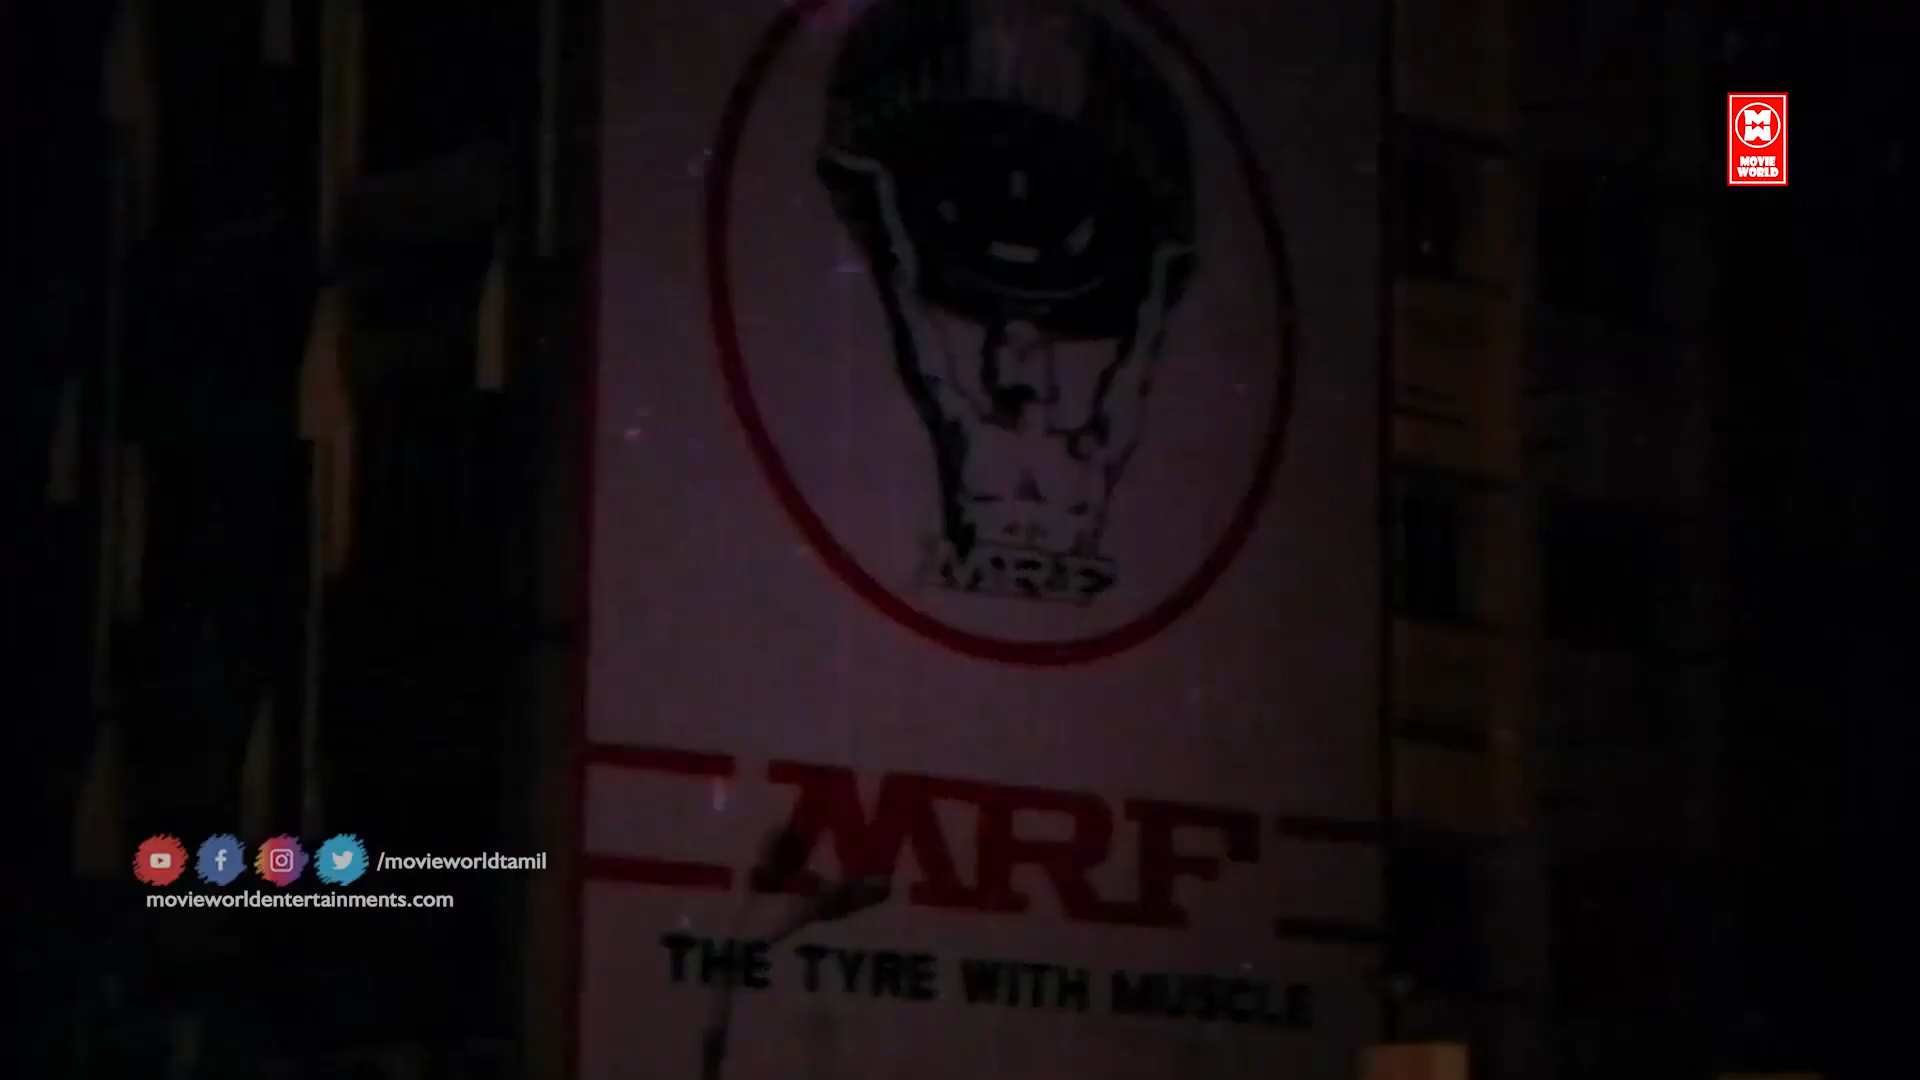 MOVIE
WORLD
MRF
MRF
THE TYRE WITH MUSCLE
/movieworldtamil
movieworldentertainments.com